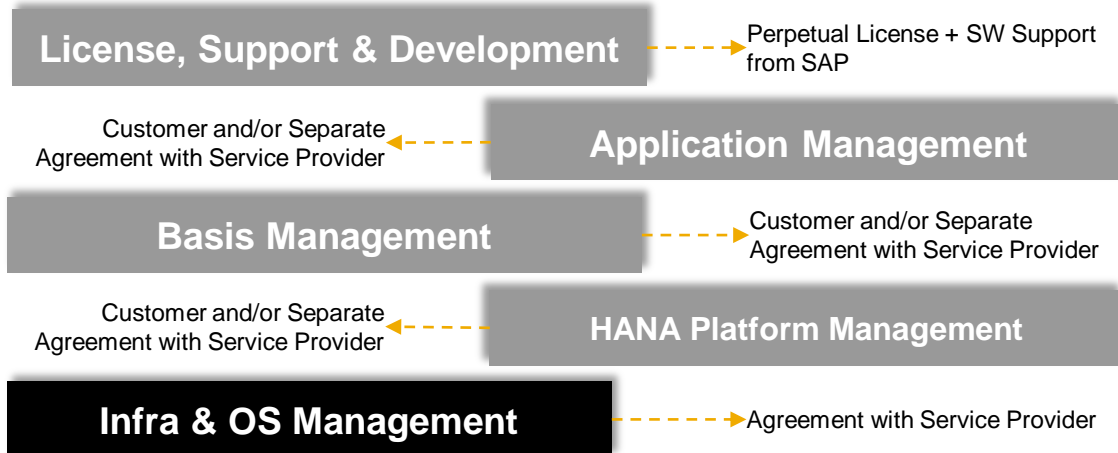 License, Support & Development
Perpetual License + SW Support
from SAP
Customer and/or Separate
Agreement with Service Provider
Application Management
Basis Management
Customer and/or Separate
Agreement with Service Provider
Customer and/or Separate
Agreement with Service Provider
HANA Platform Management
Infra & OS Management
Agreement with Service Provider